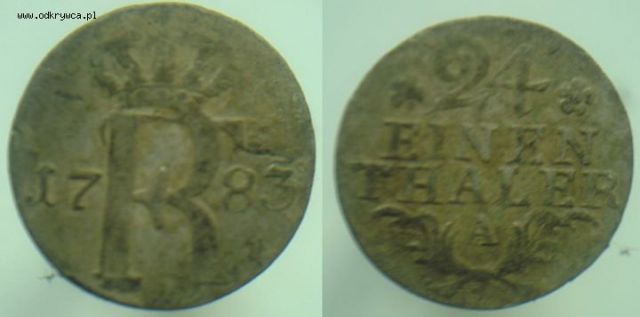 www.odkrywca.pl
17 R 83
24
EINEN
THALER
A